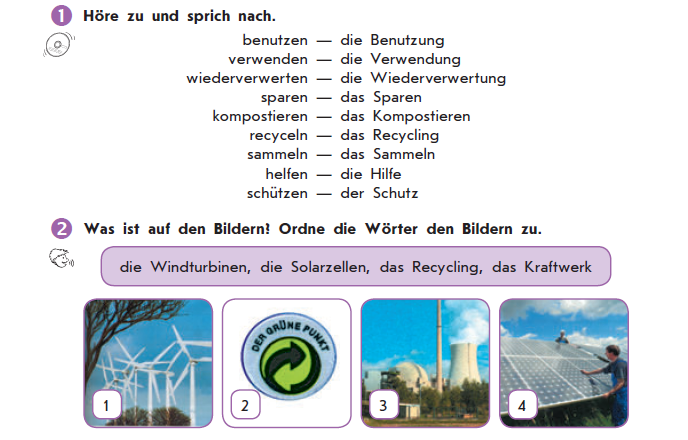 1 Höre zu und sprich nach.
benutzen — die Benutzung
verwenden — die Verwendung
wiederverwerten — die Wiederverwertung
sparen — das Sparen
kompostieren — das Kompostieren
recyceln — das Recycling
sammeln — das Sammeln
helfen — die Hilfe
schützen — der Schutz
2 Was ist auf den Bildern? Ordne die Wörter den Bildern zu.
die Windturbinen, die Solarzellen, das Recycling, das Kraftwerk
DER GRÜNE PUNKT
1 2 3 4